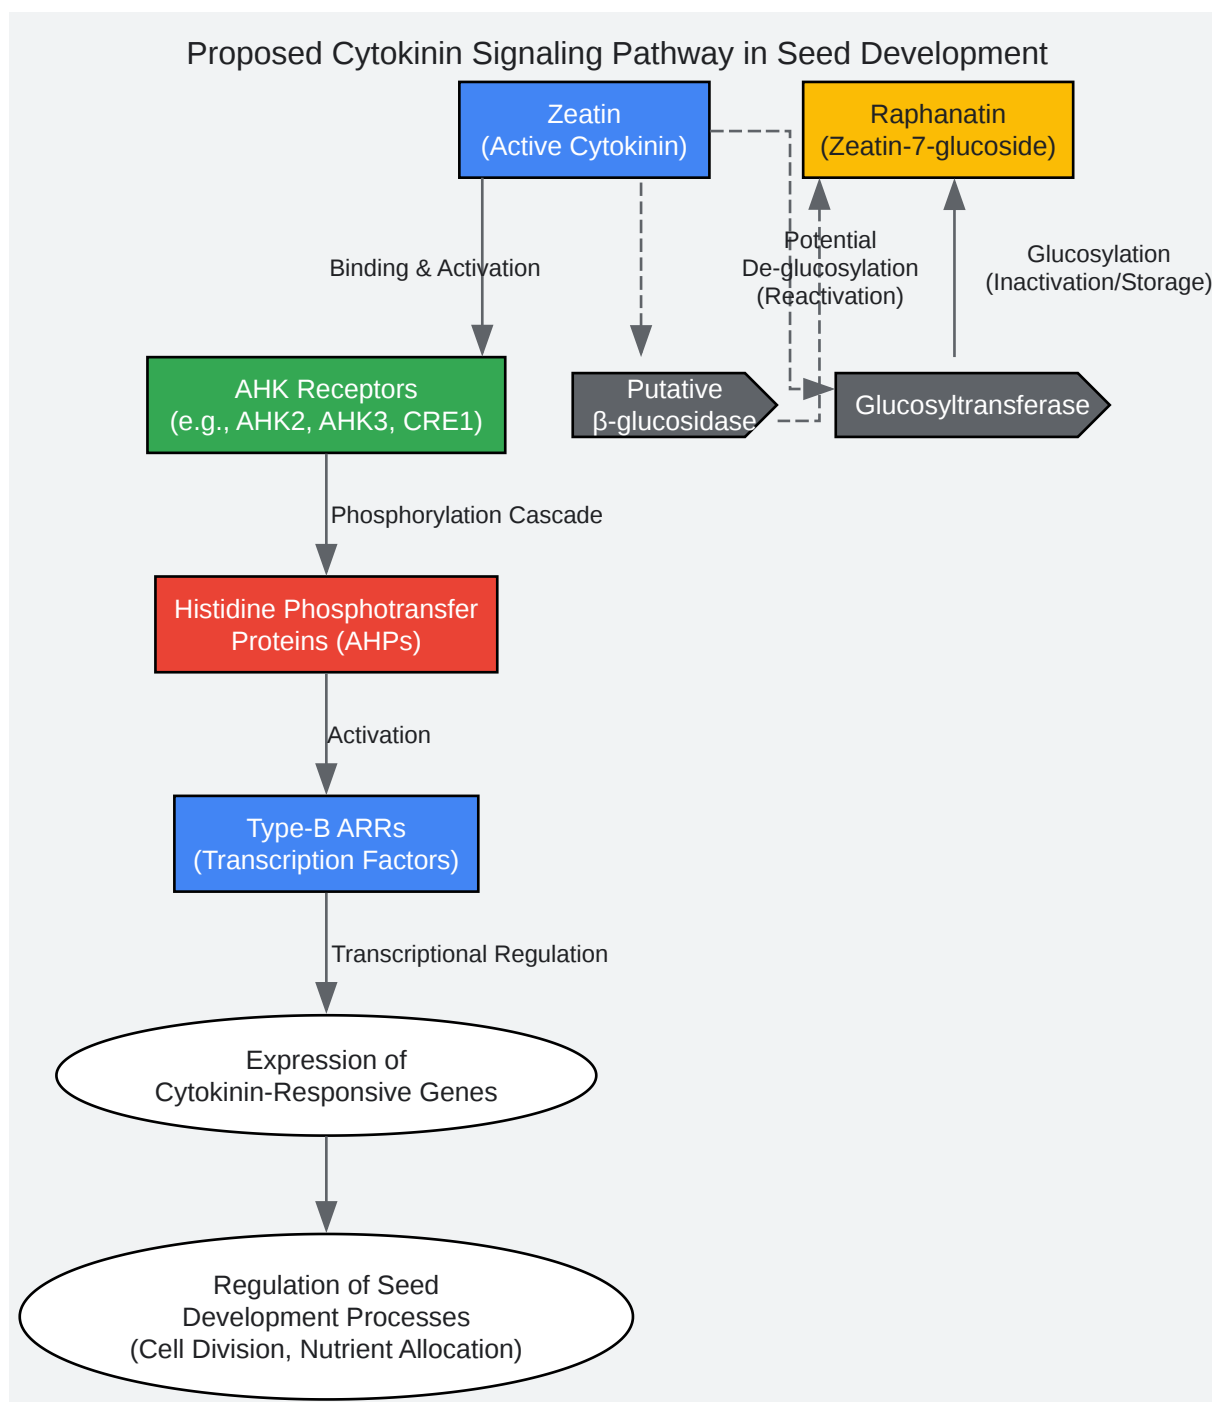 Proposed Cytokinin Signaling Pathway in Seed Development
Zeatin
(Active Cytokinin)
Raphanatin
(Zeatin-7-glucoside)
Binding & Activation
Potential
De-glucosylation
(Reactivation)
Glucosylation
(Inactivation/Storage)
AHK Receptors
(e.g., AHK2, AHK3, CRE1)
Putative
β-glucosidase
Glucosyltransferase
Phosphorylation Cascade
Histidine Phosphotransfer
Proteins (AHPs)
Activation
Type-B ARRs
(Transcription Factors)
Transcriptional Regulation
Expression of
Cytokinin-Responsive Genes
Regulation of Seed
Development Processes
(Cell Division, Nutrient Allocation)